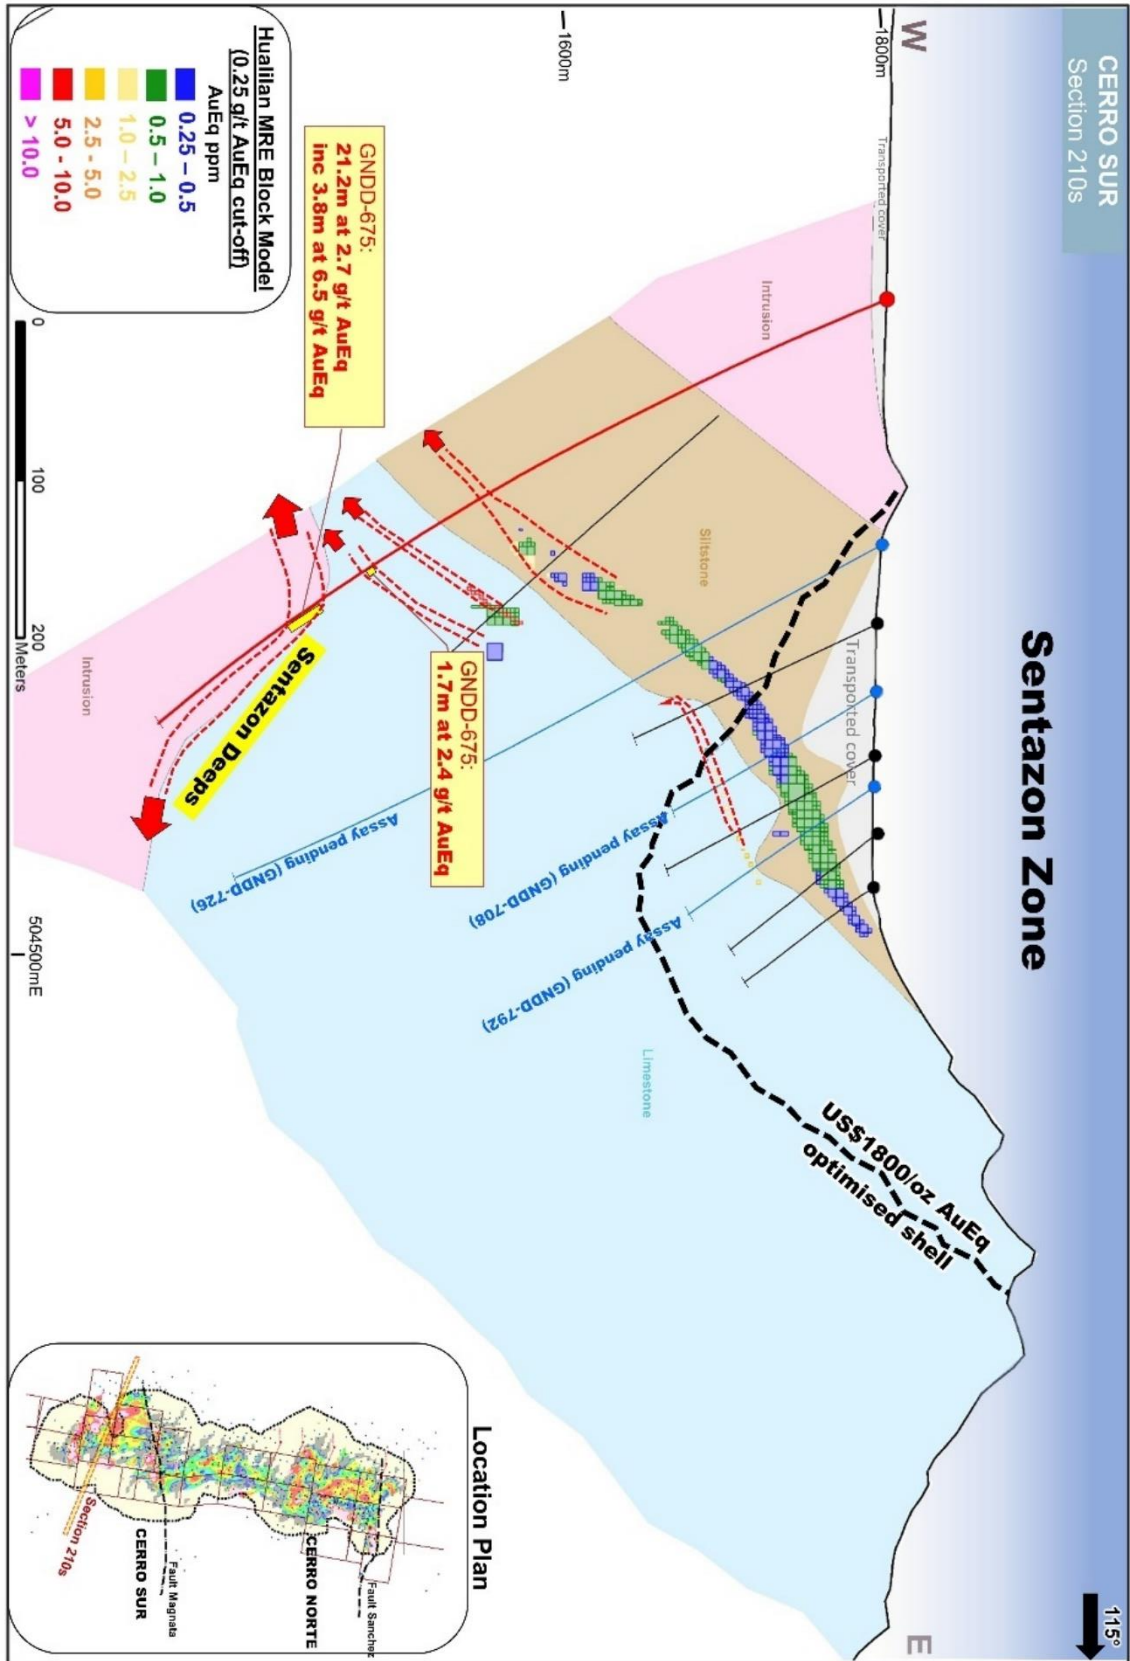 CERRO SUR
Section 210s
Sentazon Zone
115º
W
E
1800m
1600m
Transported cover
Transported cover
Intrusion
Siltstone
Limestone
Intrusion
US$1800/oz AuEq
optimised shell
GNDD-675:
1.7m at 2.4 g/t AuEq
GNDD-675:
21.2m at 2.7 g/t AuEq
inc 3.8m at 6.5 g/t AuEq
Sentazon Deeps
Assay pending (GNDD-708)
Assay pending (GNDD-792)
Assay pending (GNDD-726)
Hualilan MRE Block Model
(0.25 g/t AuEq cut-off)
AuEq ppm
0.25 – 0.5
0.5 – 1.0
1.0 – 2.5
2.5 - 5.0
5.0 - 10.0
> 10.0
0
100
200
Meters
504500mE
Location Plan
Fault Sanchez
CERRO NORTE
Fault Magnata
CERRO SUR
Section 210s